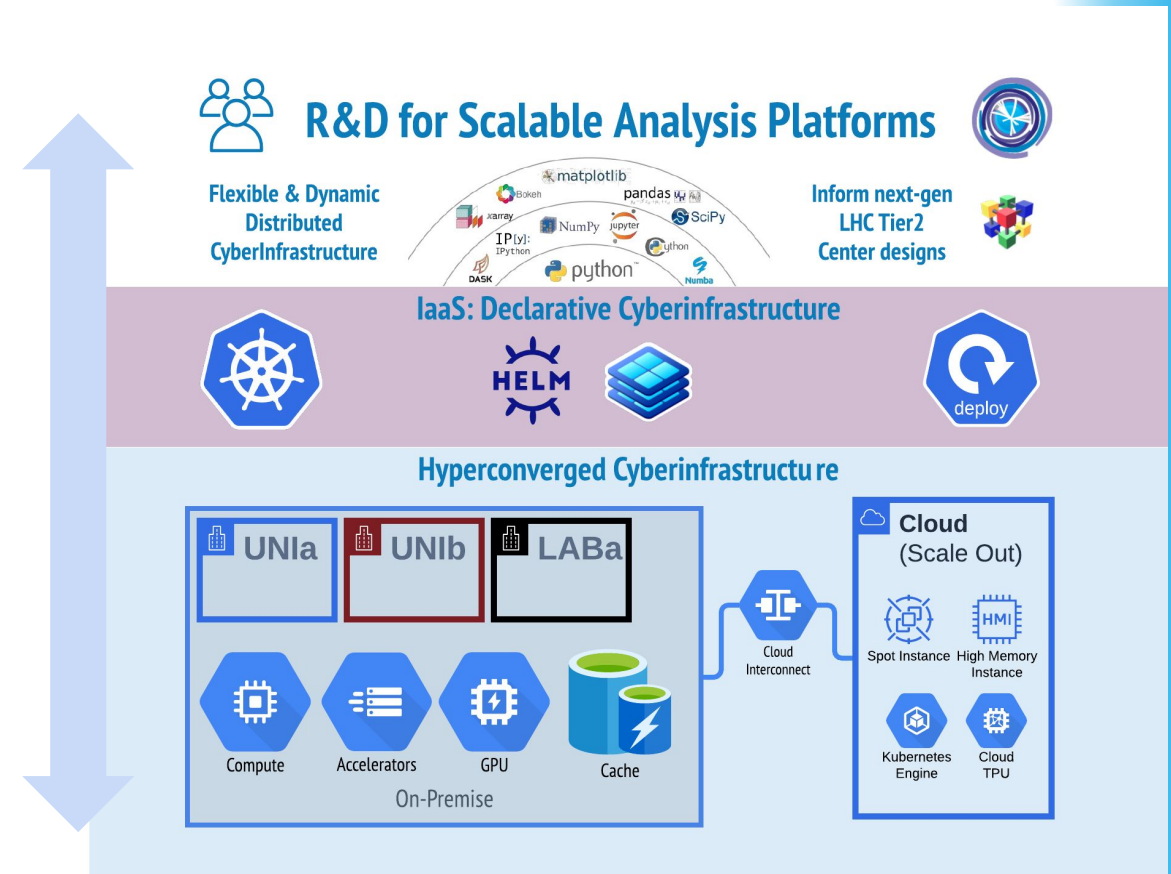 R&D for Scalable Analysis Platforms
Flexible & Dynamic
Distributed
CyberInfrastructure
matplotlib
Bokeh
pandas
xarray
NumPy
jupyter
SciPy
IP[y]:
IPython
Cython
DASK
python™
Numba
Inform next-gen
LHC Tier2
Center designs
IaaS: Declarative Cyberinfrastructure
HELM
deploy
Hyperconverged Cyberinfrastructure
UNIa
UNIb
LABa
Compute
Accelerators
GPU
Cache
On-Premise
Cloud
Interconnect
Cloud
(Scale Out)
HMI
Spot Instance
High Memory
Instance
Kubernetes
Engine
Cloud
TPU